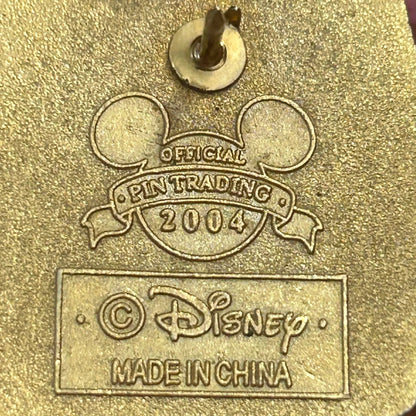 OFFICIAL
PIN TRADING
2004
· © DISNEY ·
MADE IN CHINA